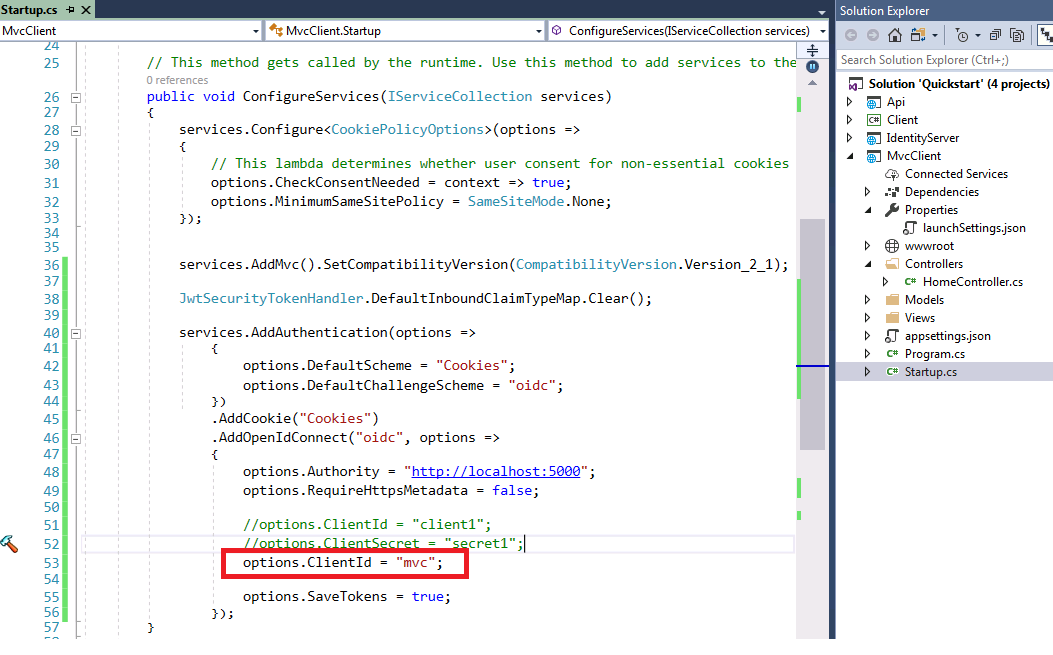 Startup.cs
MvcClient
MvcClient.Startup
ConfigureServices(IServiceCollection services)
24
25 // This method gets called by the runtime. Use this method to add services to the
0 references
26 public void ConfigureServices(IServiceCollection services)
27 {
28 services.Configure<CookiePolicyOptions>(options =>
29 {
30 // This lambda determines whether user consent for non-essential cookies
31 options.CheckConsentNeeded = context => true;
32 options.MinimumSameSitePolicy = SameSiteMode.None;
33 });
34
35
36 services.AddMvc().SetCompatibilityVersion(CompatibilityVersion.Version_2_1);
37
38 JwtSecurityTokenHandler.DefaultInboundClaimTypeMap.Clear();
39
40 services.AddAuthentication(options =>
41 {
42 options.DefaultScheme = "Cookies";
43 options.DefaultChallengeScheme = "oidc";
44 })
45 .AddCookie("Cookies")
46 .AddOpenIdConnect("oidc", options =>
47 {
48 options.Authority = "http://localhost:5000";
49 options.RequireHttpsMetadata = false;
50
51 //options.ClientId = "client1";
52 //options.ClientSecret = "secret1";
53 options.ClientId = "mvc";
54
55 options.SaveTokens = true;
56 });
57 }
Solution Explorer
Search Solution Explorer (Ctrl+;)
Solution 'Quickstart' (4 projects)
Api
C# Client
IdentityServer
MvcClient
Connected Services
Dependencies
Properties
launchSettings.json
wwwroot
Controllers
C# HomeController.cs
Models
Views
appsettings.json
C# Program.cs
C# Startup.cs